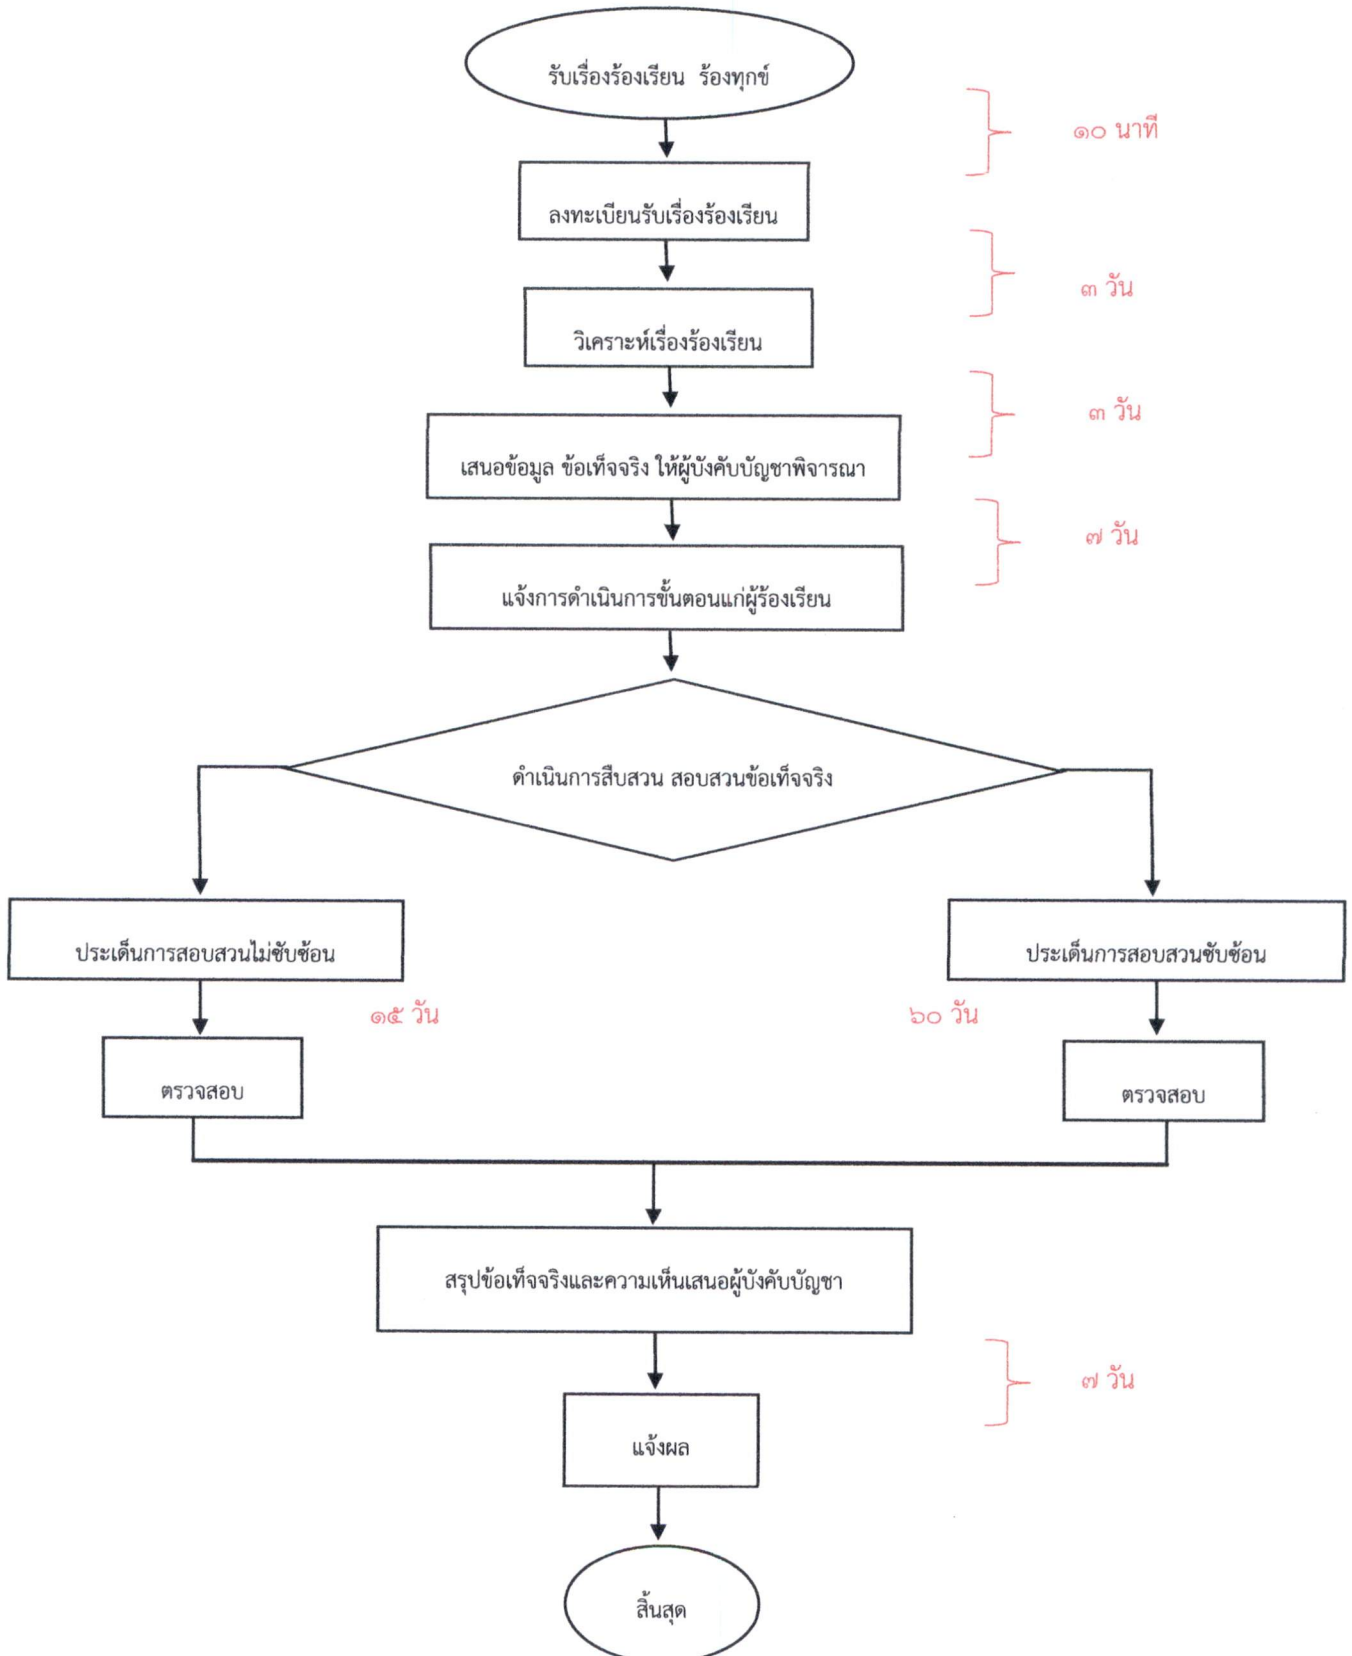 รับเรื่องร้องเรียน ร้องทุกข์
๑๐ นาที
ลงทะเบียนรับเรื่องร้องเรียน
๓ วัน
วิเคราะห์เรื่องร้องเรียน
๓ วัน
เสนอข้อมูล ข้อเท็จจริง ให้ผู้บังคับบัญชาพิจารณา
๗ วัน
แจ้งการดำเนินการขั้นตอนแก่ผู้ร้องเรียน
ดำเนินการสืบสวน สอบสวนข้อเท็จจริง
ประเด็นการสอบสวนไม่ซับซ้อน
ประเด็นการสอบสวนซับซ้อน
๑๕ วัน
๖๐ วัน
ตรวจสอบ
ตรวจสอบ
สรุปข้อเท็จจริงและความเห็นเสนอผู้บังคับบัญชา
๗ วัน
แจ้งผล
สิ้นสุด